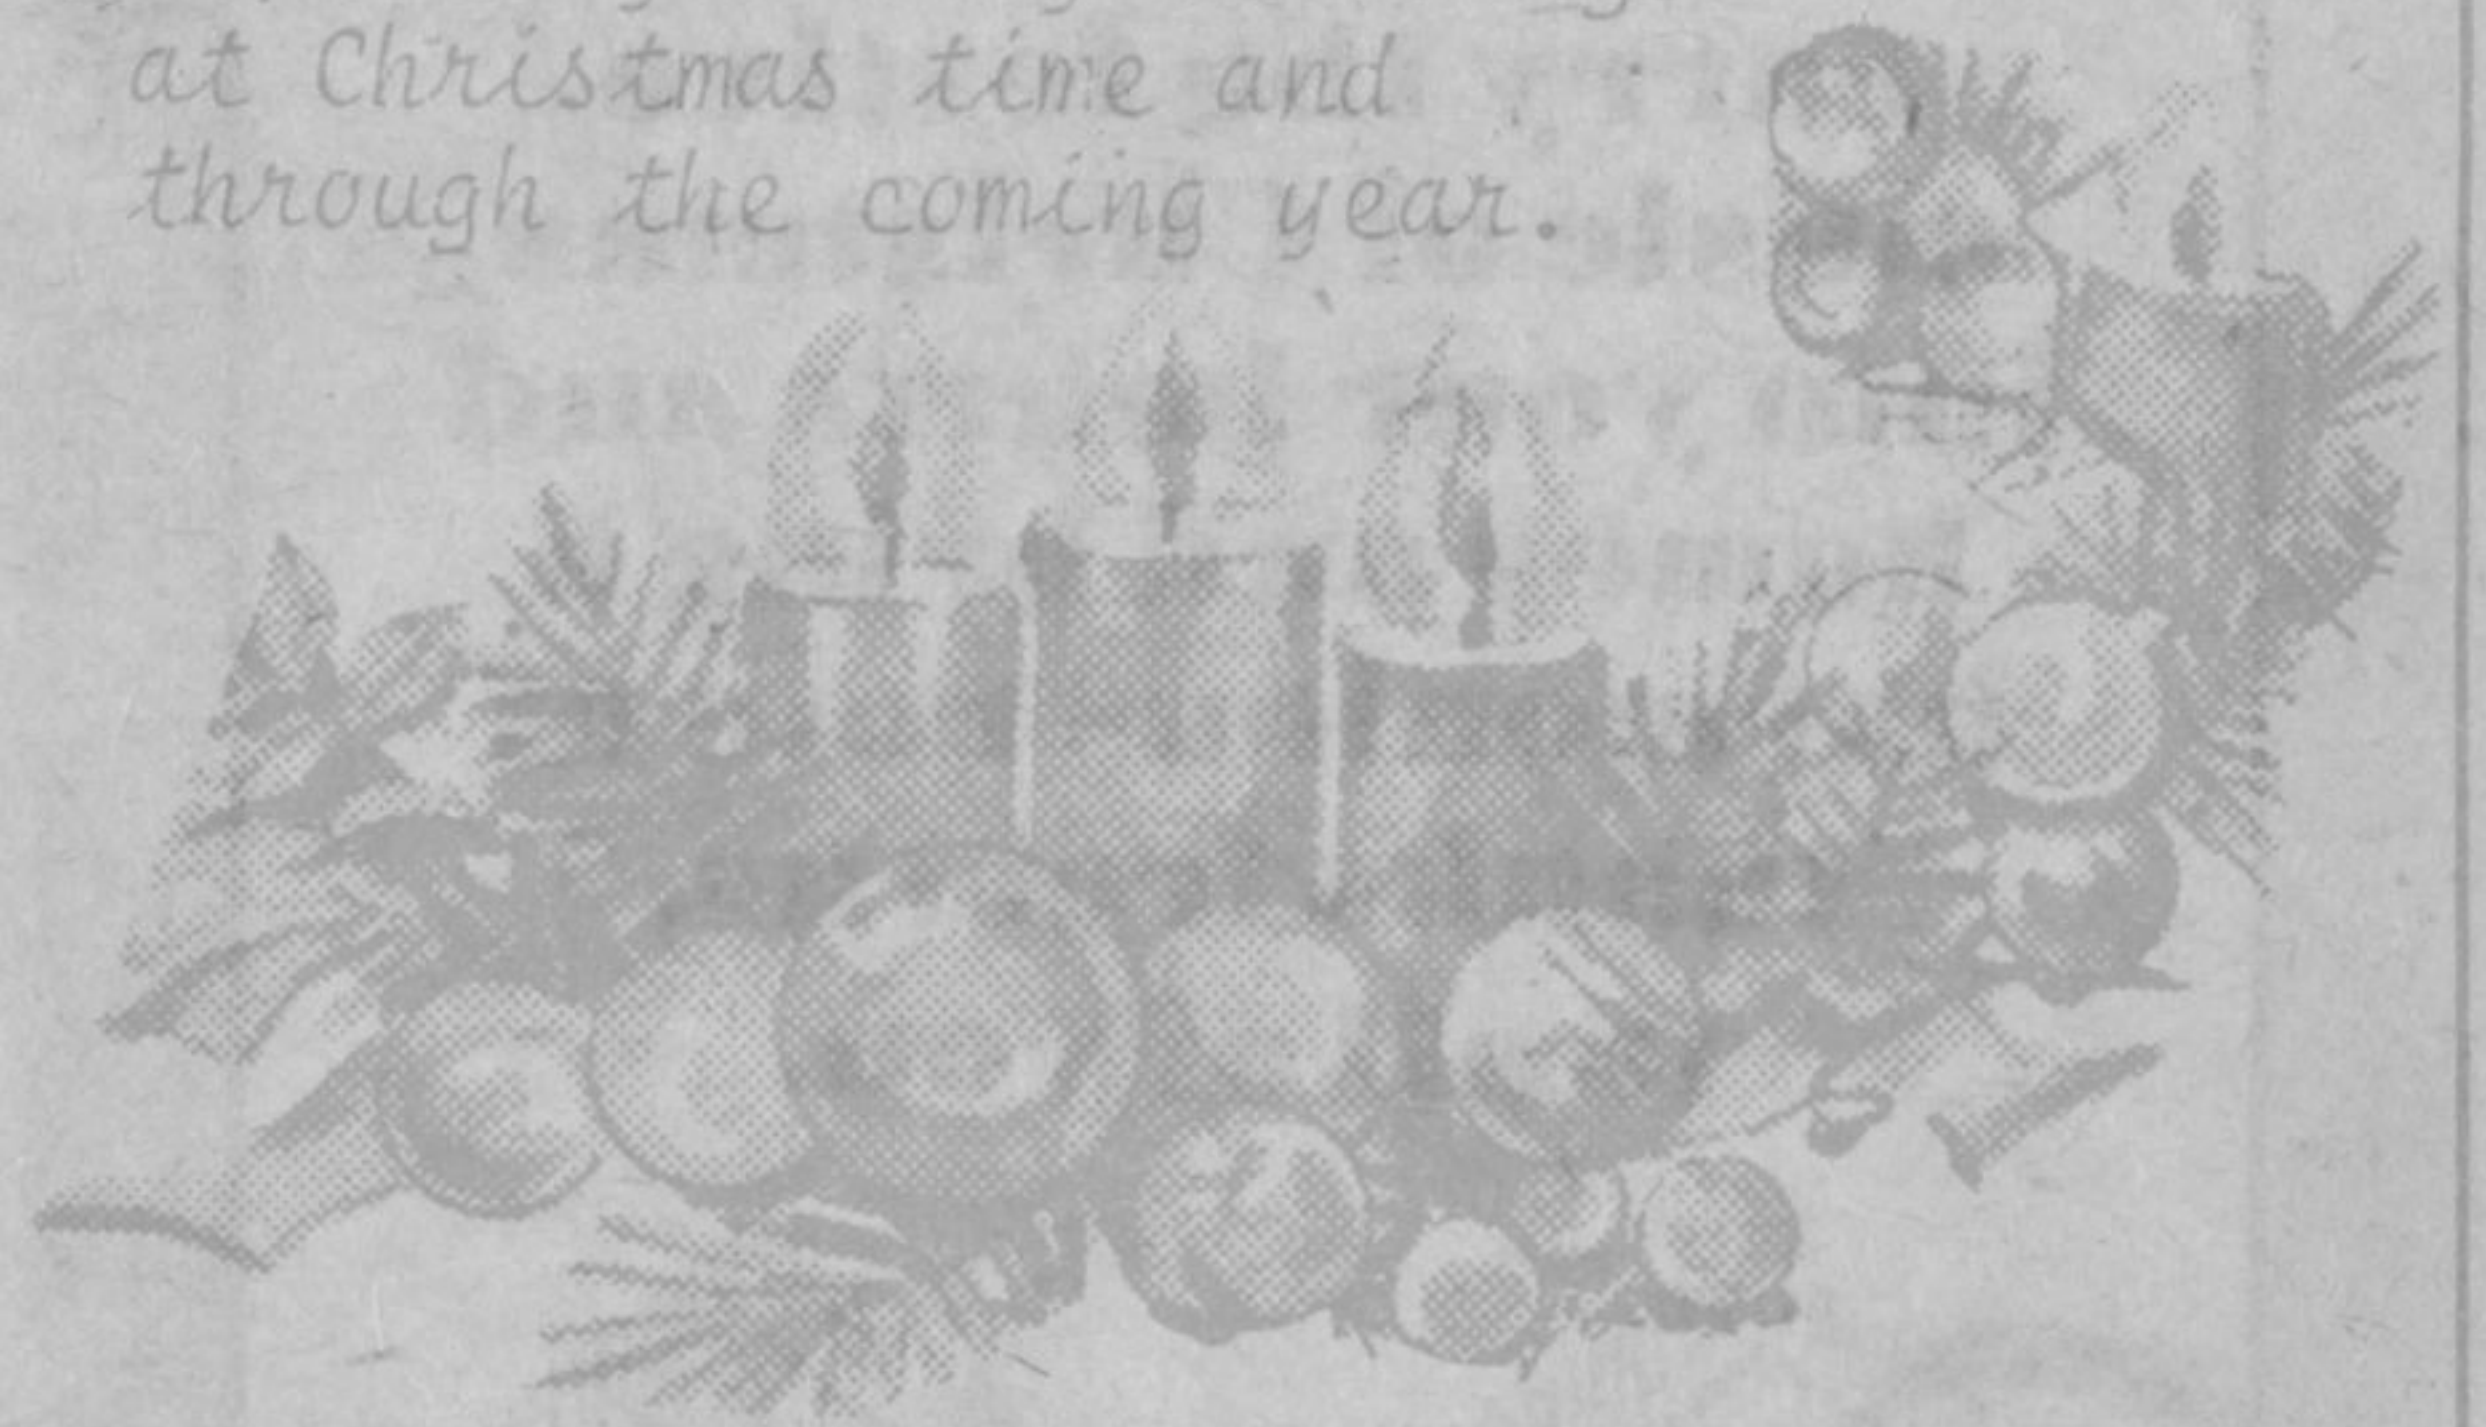 at Christmas time and
through the coming year.